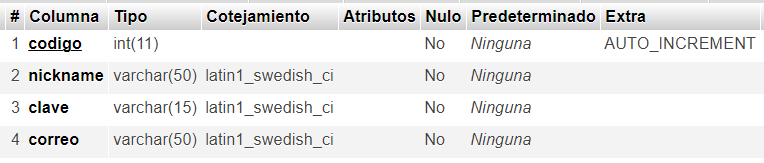 # Columna Tipo Cotejamiento Atributos Nulo Predeterminado Extra
1 codigo int(11) No Ninguna AUTO_INCREMENT
2 nickname varchar(50) latin1_swedish_ci No Ninguna
3 clave varchar(15) latin1_swedish_ci No Ninguna
4 correo varchar(50) latin1_swedish_ci No Ninguna